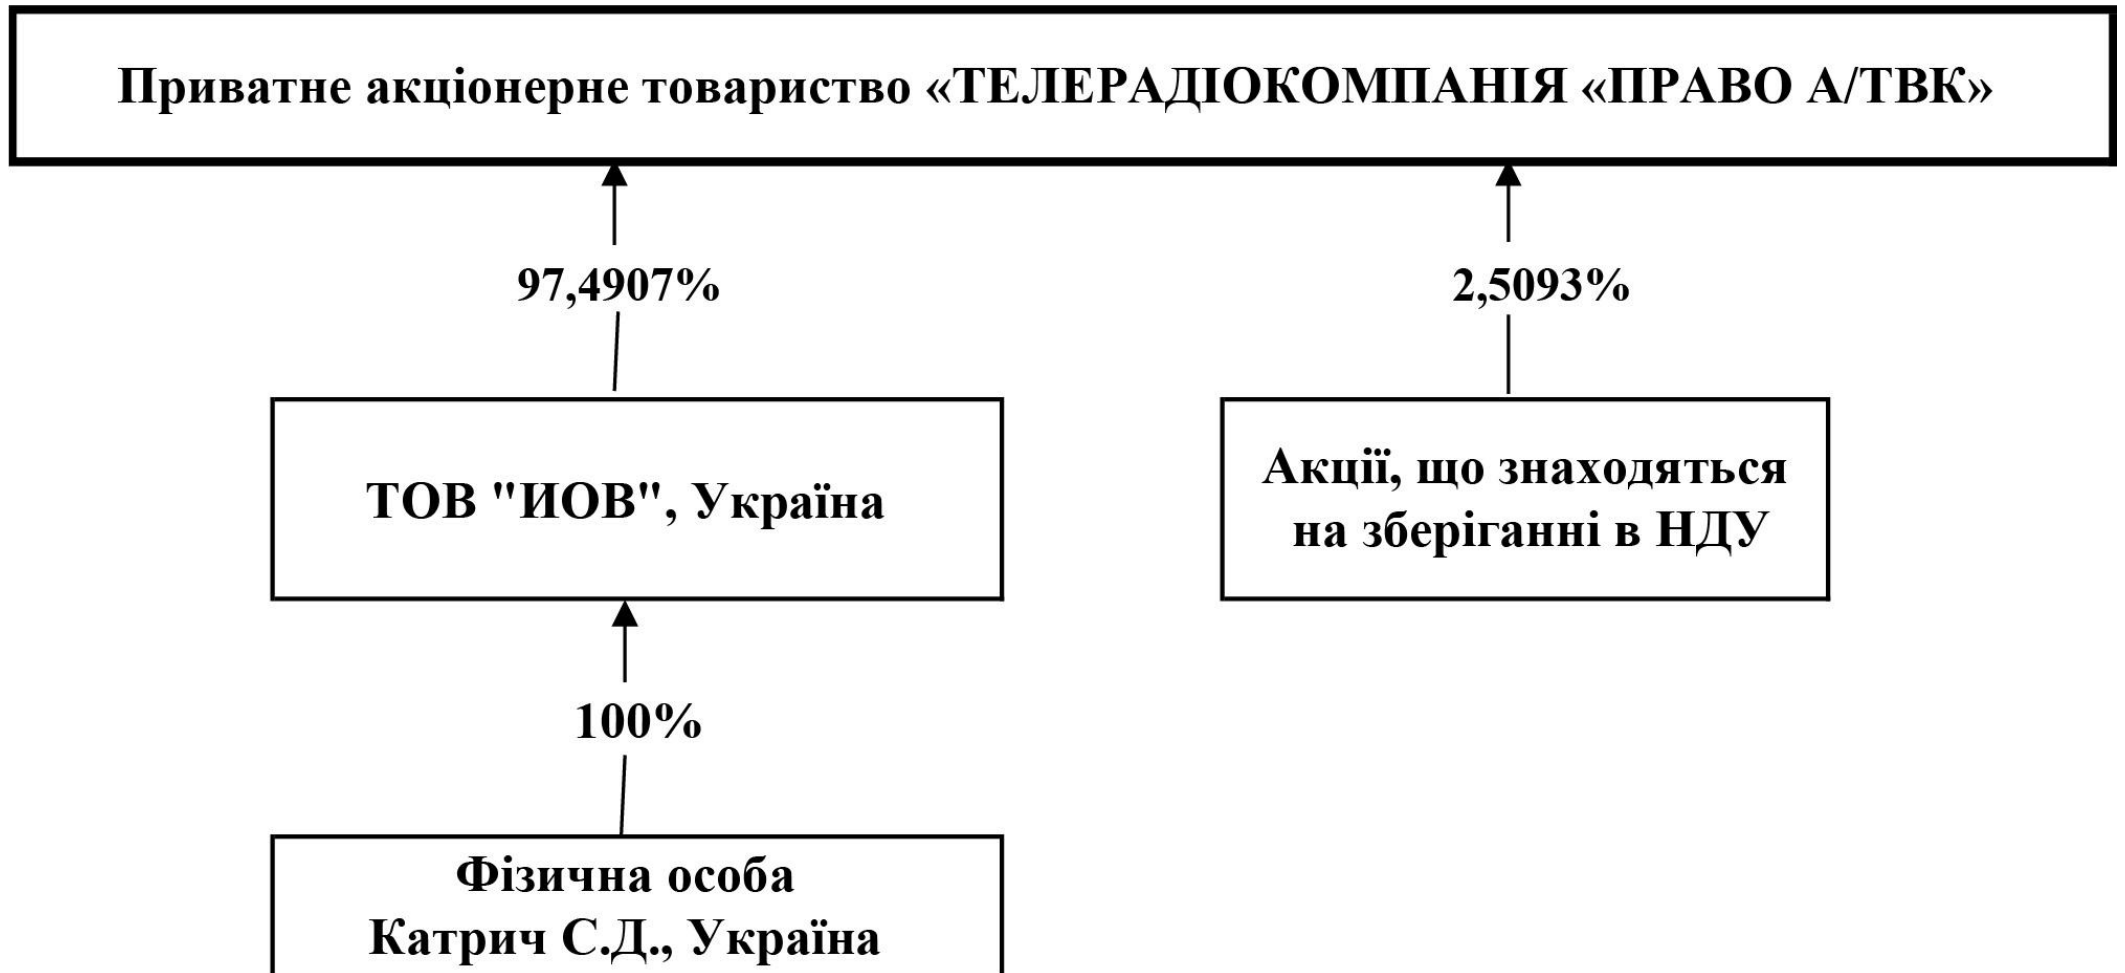 Приватне акціонерне товариство «ТЕЛЕРАДІОКОМПАНІЯ «ПРАВО А/ТВК»
97,4907%
2,5093%
ТОВ "ИОВ", Україна
Акції, що знаходяться
на зберіганні в НДУ
100%
Фізична особа
Катрич С.Д., Україна